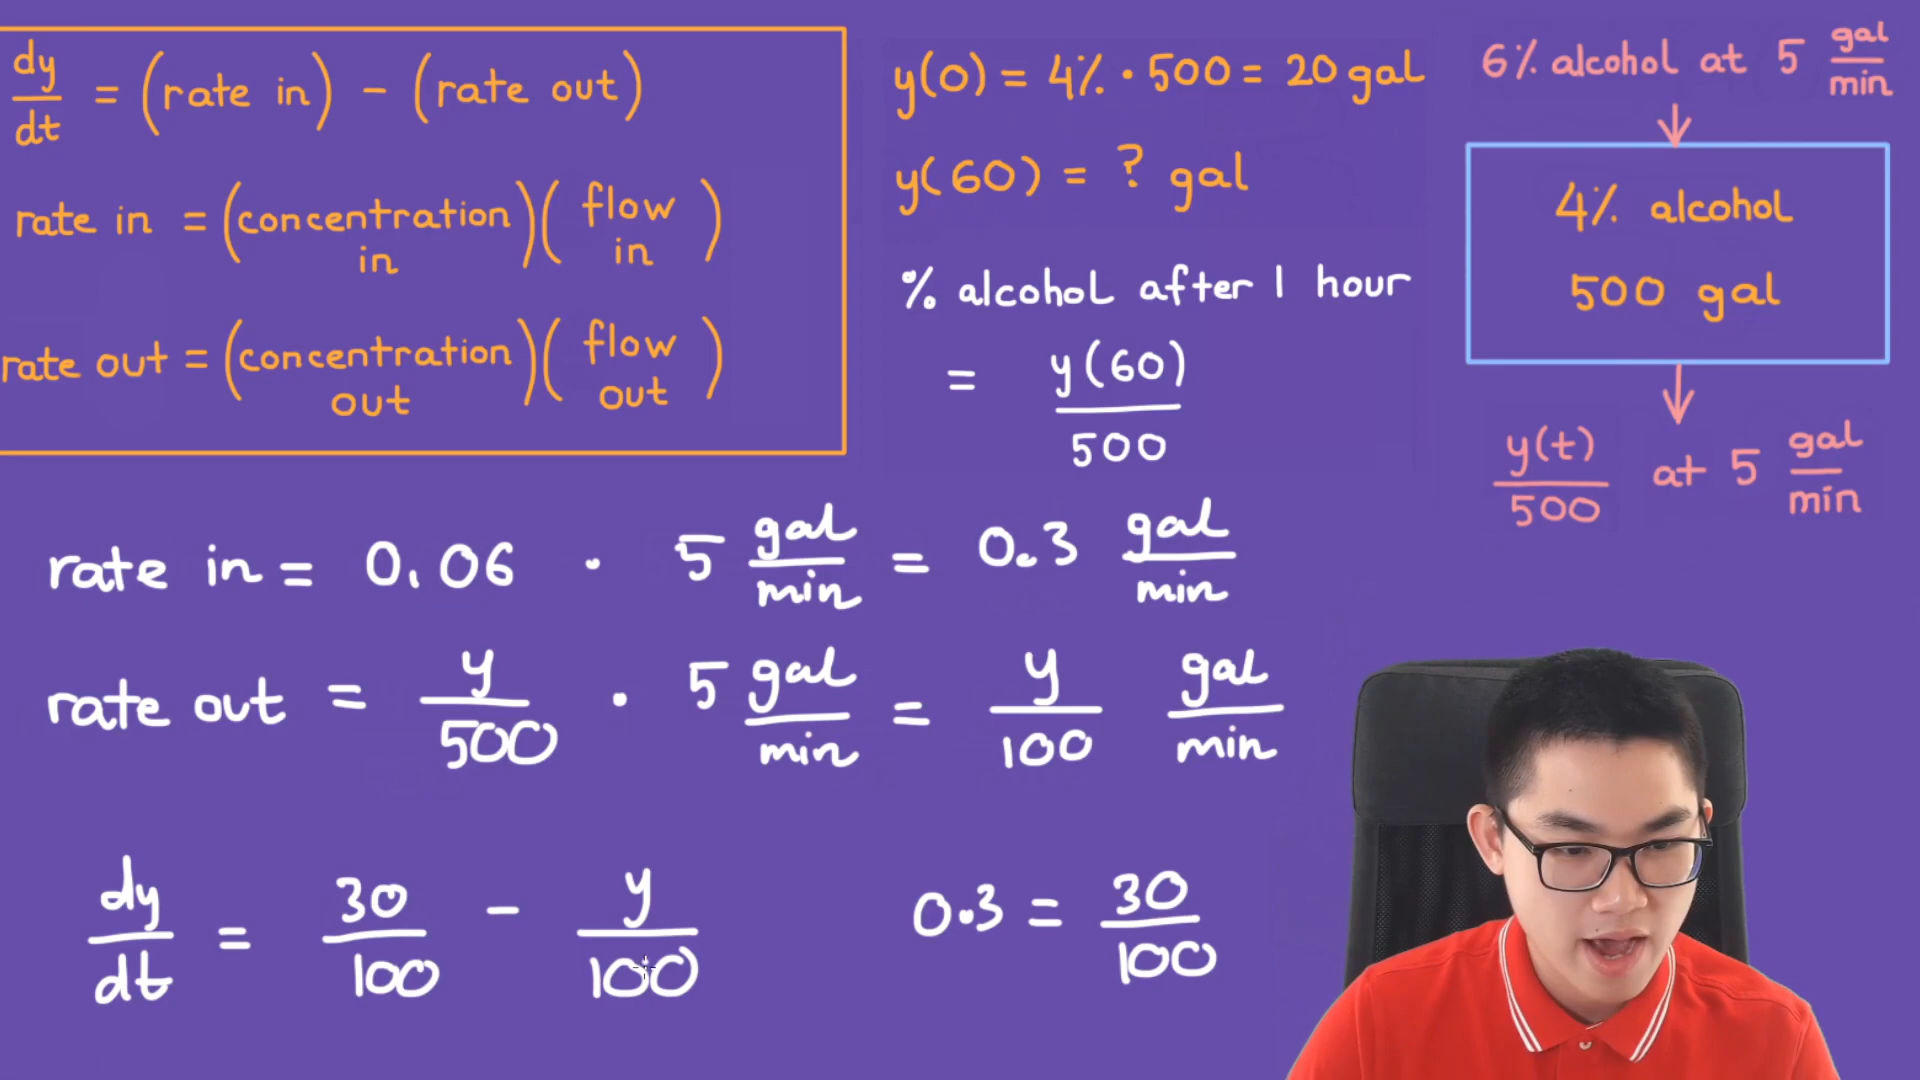 dy/dt = (rate in) - (rate out)
rate in = (concentration in)(flow in)
rate out = (concentration out)(flow out)
y(0) = 4% · 500 = 20 gal
y(60) = ? gal
% alcohol after 1 hour
= y(60)/500
6% alcohol at 5 gal/min
4% alcohol
500 gal
y(t)/500 at 5 gal/min
rate in = 0.06 · 5 gal/min = 0.3 gal/min
rate out = y/500 · 5 gal/min = y/100 gal/min
dy/dt = 30/100 - y/100
0.3 = 30/100